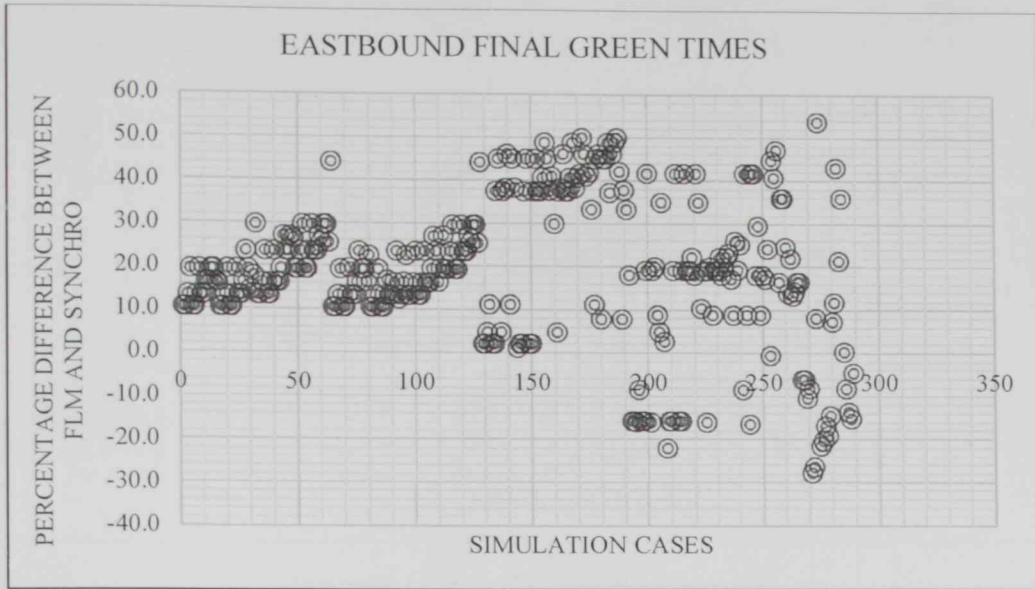 EASTBOUND FINAL GREEN TIMES
PERCENTAGE DIFFERENCE BETWEEN
FLM AND SYNCHRO
60.0
50.0
40.0
30.0
20.0
10.0
0.0
-10.0
-20.0
-30.0
-40.0
0 50 100 150 200 250 300 350
SIMULATION CASES